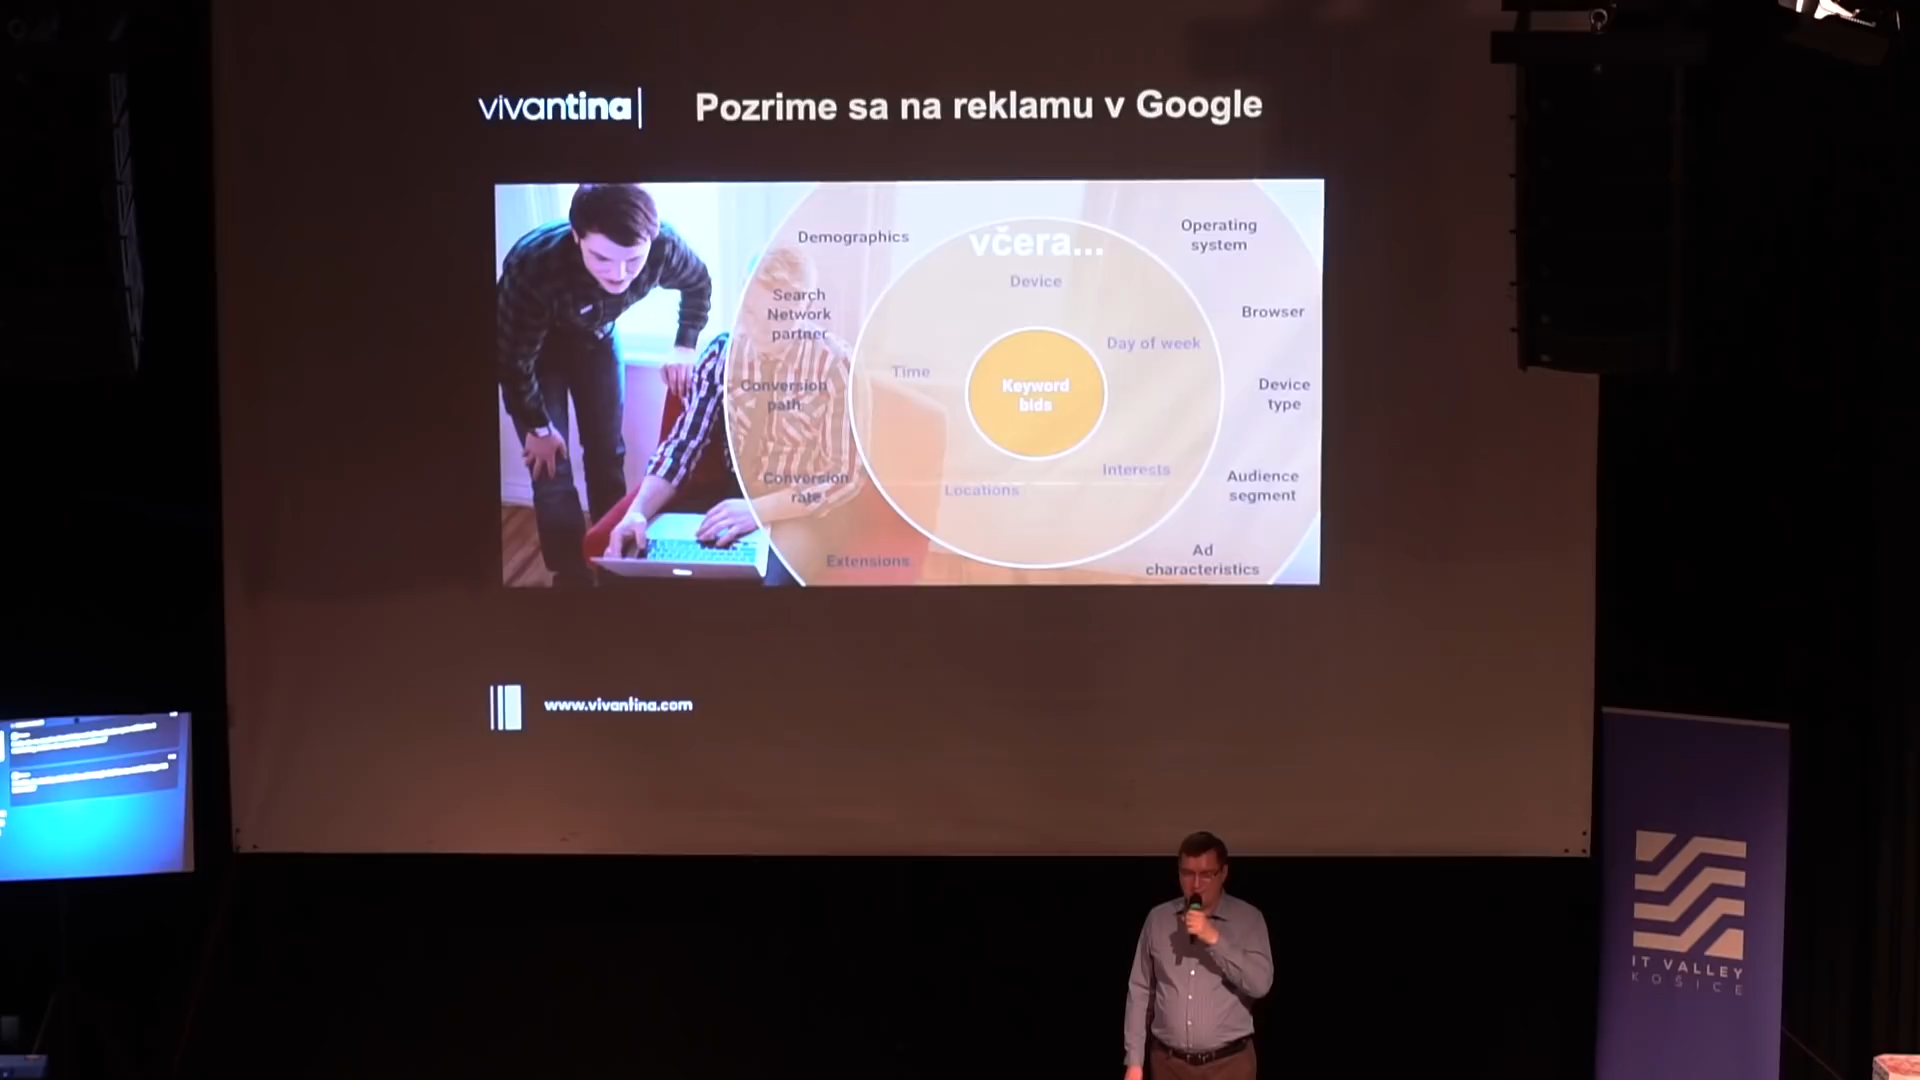 vivantina|
Pozrime sa na reklamu v Google
včera...
Demographics
Operating
system
Device
Search
Network
partner
Browser
Day of week
Time
Keyword
bids
Conversion
path
Device
type
Interests
Locations
Conversion
rate
Audience
segment
Extensions
Ad
characteristics
www.vivantina.com
IT VALLEY
KOŠICE